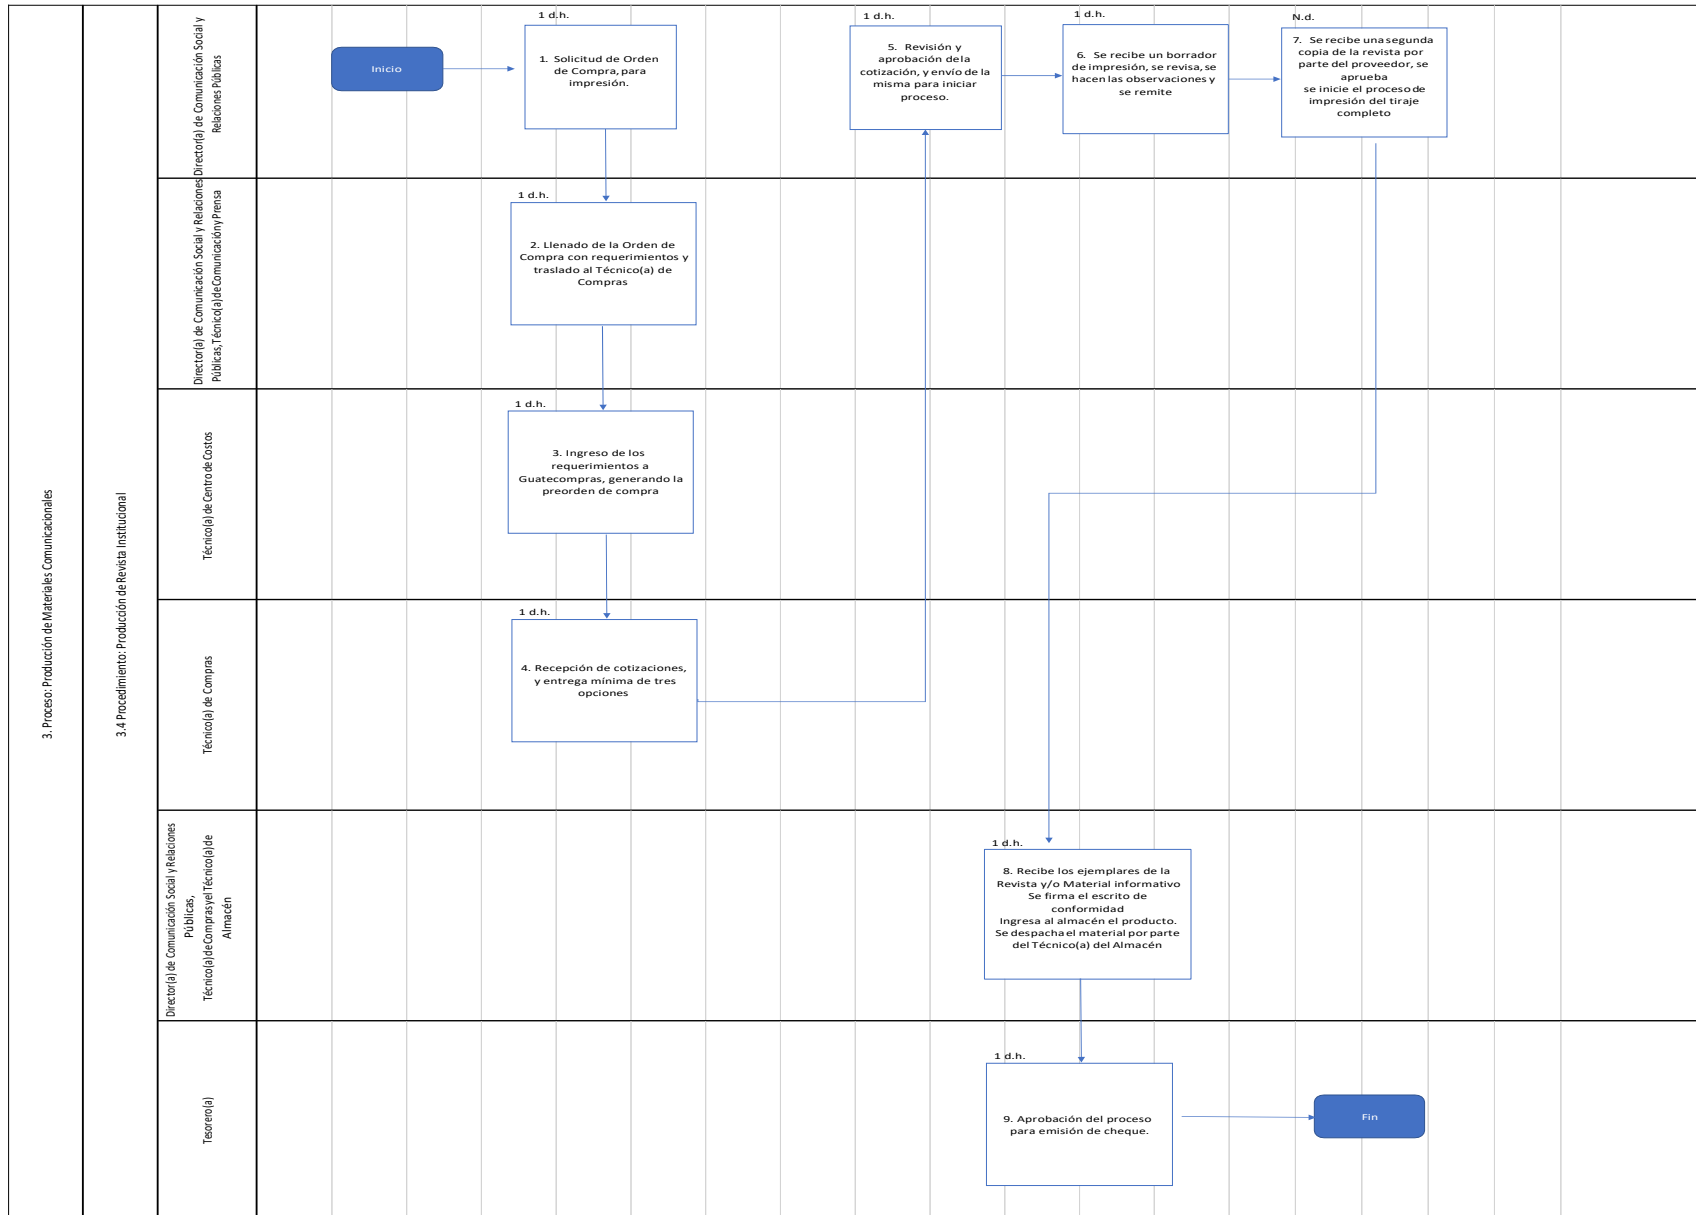 3. Proceso: Producción de Materiales Comunicacionales
3.4 Procedimiento: Producción de Revista Institucional
Director(a) de Comunicación Social y
Relaciones Públicas
Inicio
1 d.h.
1. Solicitud de Orden
de Compra, para
impresión.
1 d.h.
5. Revisión y
aprobación de la
cotización, y envío de la
misma para iniciar
proceso.
1 d.h.
6. Se recibe un borrador
de impresión, se revisa, se
hacen las observaciones y
se remite
N.d.
7. Se recibe una segunda
copia de la revista por
parte del proveedor, se
aprueba
se inicie el proceso de
impresión del tiraje
completo
Director(a) de Comunicación Social y Relaciones
Públicas, Técnico(a) de Comunicación y Prensa
1 d.h.
2. Llenado de la Orden de
Compra con requerimientos y
traslado al Técnico(a) de
Compras
Técnico(a) de Centro de Costos
1 d.h.
3. Ingreso de los
requerimientos a
Guatecompras, generando la
preorden de compra
Técnico(a) de Compras
1 d.h.
4. Recepción de cotizaciones,
y entrega mínima de tres
opciones
Director(a) de Comunicación Social y Relaciones
Públicas,
Técnico(a) de Compras y el Técnico(a) de
Almacén
1 d.h.
8. Recibe los ejemplares de la
Revista y/o Material informativo
Se firma el escrito de
conformidad
Ingresa al almacén el producto.
Se despacha el material por parte
del Técnico(a) del Almacén
Tesorero(a)
1 d.h.
9. Aprobación del proceso
para emisión de cheque.
Fin